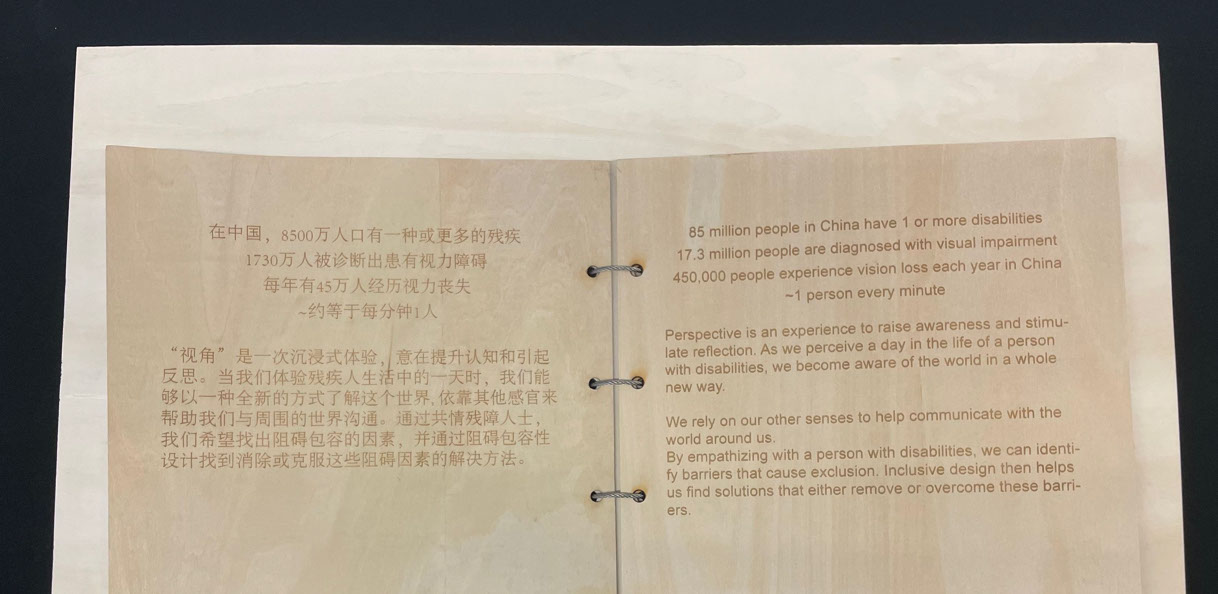 在中国，8500万人口有一种或更多的残疾
1730万人被诊断出患有视力障碍
每年有45万人经历视力丧失
~约等于每分钟1人
“视角”是一次沉浸式体验，意在提升认知和引起
反思。当我们体验残疾人生活中的一天时，我们能
够以一种全新的方式了解这个世界,依靠其他感官来
帮助我们与周围的世界沟通。通过共情残障人士，
我们希望找出阻碍包容的因素，并通过阻碍包容性
设计找到消除或克服这些阻碍因素的解决方法。
85 million people in China have 1 or more disabilities
17.3 million people are diagnosed with visual impairment
450,000 people experience vision loss each year in China
~1 person every minute
Perspective is an experience to raise awareness and stimu-
late reflection. As we perceive a day in the life of a person
with disabilities, we become aware of the world in a whole
new way.
We rely on our other senses to help communicate with the
world around us.
By empathizing with a person with disabilities, we can identi-
fy barriers that cause exclusion. Inclusive design then helps
us find solutions that either remove or overcome these barri-
ers.